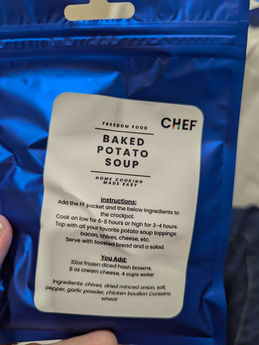 CHEF
FREEDOM FOOD
BAKED
POTATO
SOUP
HOME COOKING
MADE EASY
Instructions:
Add the FF packet and the below ingredients to
the crockpot.
Cook on low for 6-8 hours or high for 3-4 hours.
Top with all your favorite potato soup toppings:
bacon, chives, cheese, etc.
Serve with toasted bread and a salad.
You Add:
32oz frozen diced hash browns,
8 oz cream cheese, 4 cups water
Ingredients: chives, dried minced onion, salt,
Pepper, garlic powder, chicken bouillon Contains
wheat